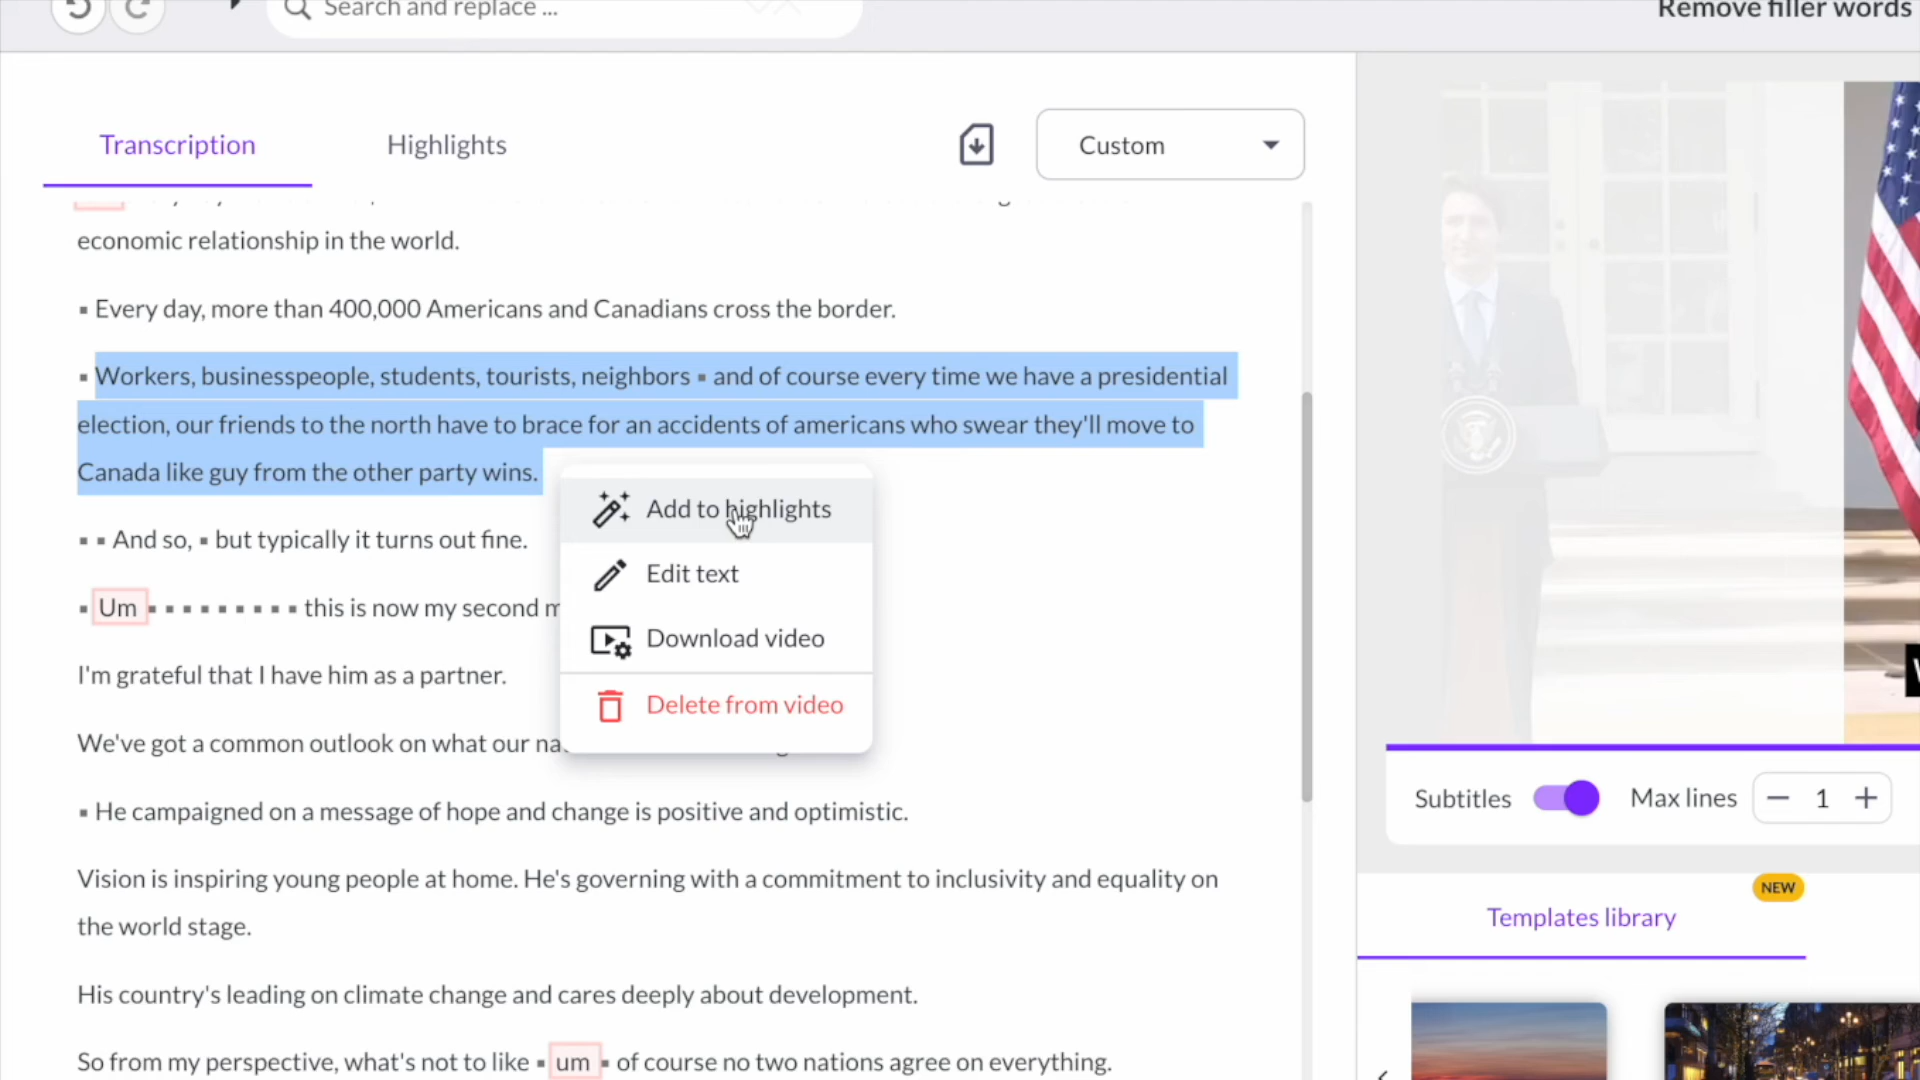 Search and replace ...
Remove filler words
Transcription
Highlights
Custom
economic relationship in the world.
▪ Every day, more than 400,000 Americans and Canadians cross the border.
▪ Workers, businesspeople, students, tourists, neighbors ▪ and of course every time we have a presidential
election, our friends to the north have to brace for an accidents of americans who swear they'll move to
Canada like guy from the other party wins.
▪ ▪ And so, ▪ but typically it turns out fine.
▪ Um ▪ ▪ ▪ ▪ ▪ ▪ ▪ ▪ ▪ this is now my second
I'm grateful that I have him as a partner.
We've got a common outlook on what our
▪ He campaigned on a message of hope and change is positive and optimistic.
Vision is inspiring young people at home. He's governing with a commitment to inclusivity and equality on
the world stage.
His country's leading on climate change and cares deeply about development.
So from my perspective, what's not to like ▪ um ▪ of course no two nations agree on everything.
Add to highlights
Edit text
Download video
Delete from video
Subtitles
Max lines
− 1 +
NEW
Templates library